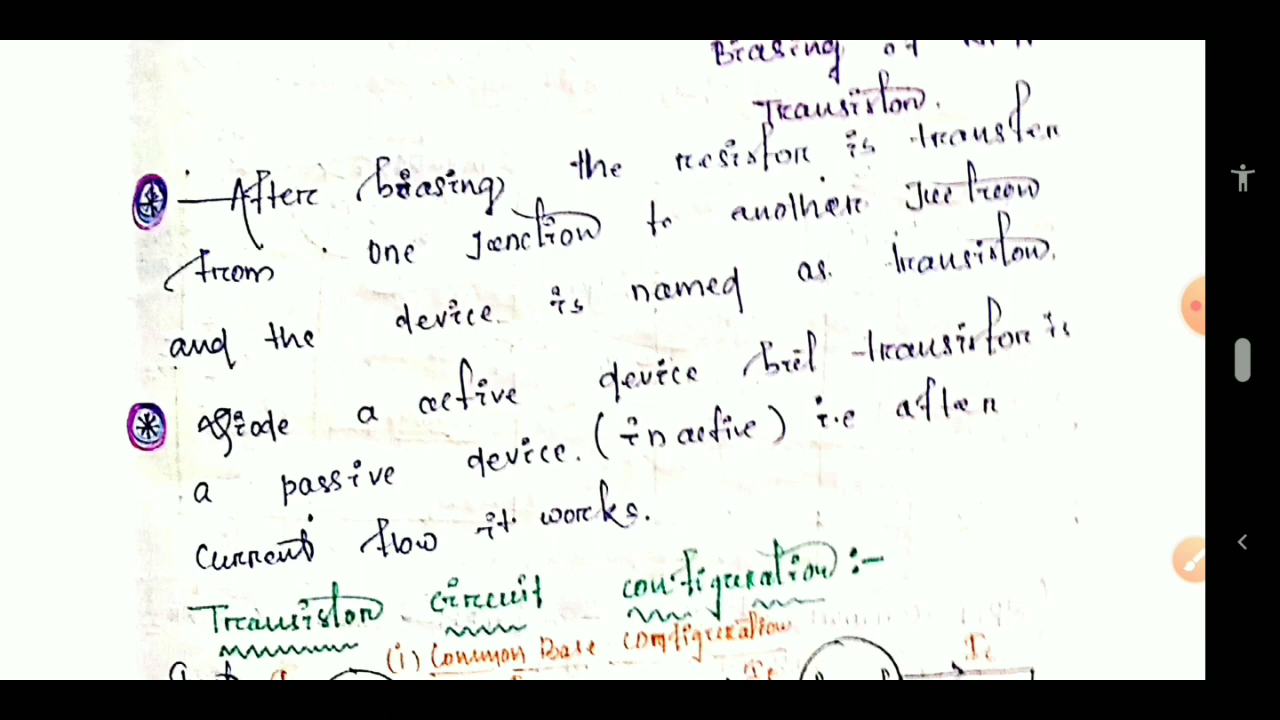 Biasing of
Transistor.
After biasing the resistor is transfer
from one junction to another
and the device is named as transistor.
a active device but transistor is
a passive device. (inactive) i.e after
current flow it works.
Transistor circuit configuration :-
(i) Common Base configuration
Ie Ic